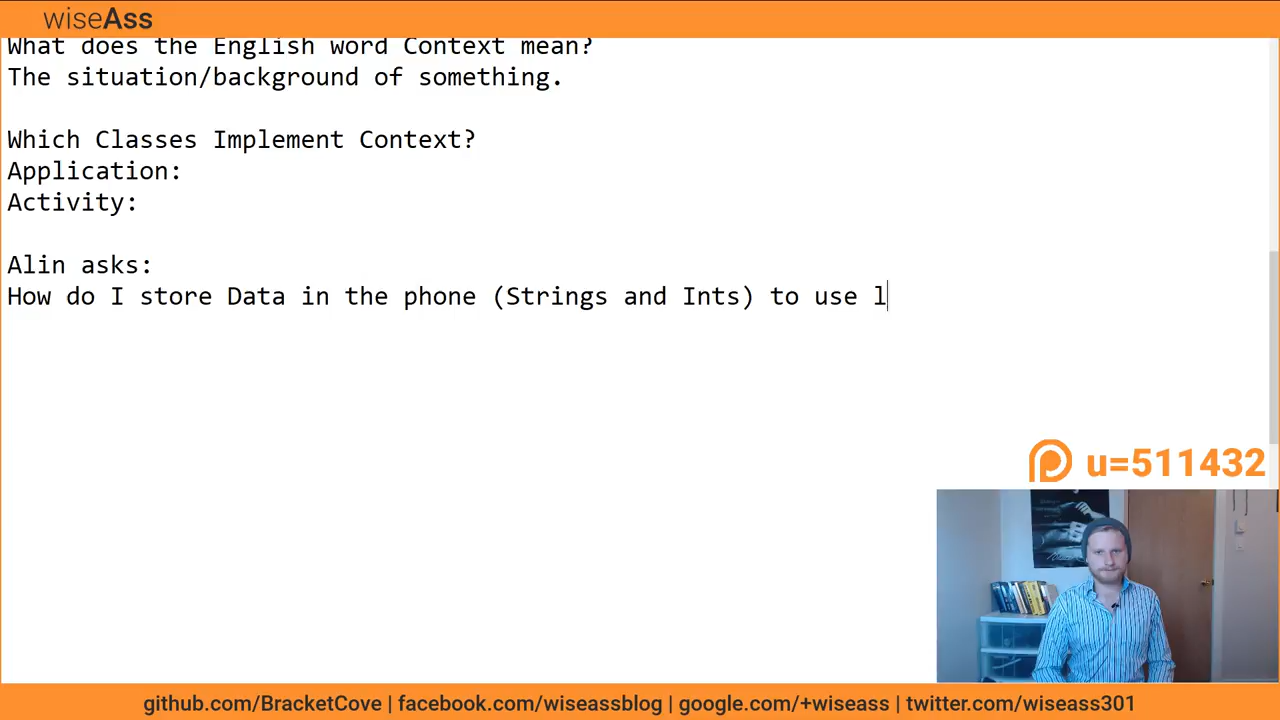 wiseAss
What does the English word Context mean?
The situation/background of something.
Which Classes Implement Context?
Application:
Activity:
Alin asks:
How do I store Data in the phone (Strings and Ints) to use l
u=511432
github.com/BracketCove | facebook.com/wiseassblog | google.com/+wiseass | twitter.com/wiseass301